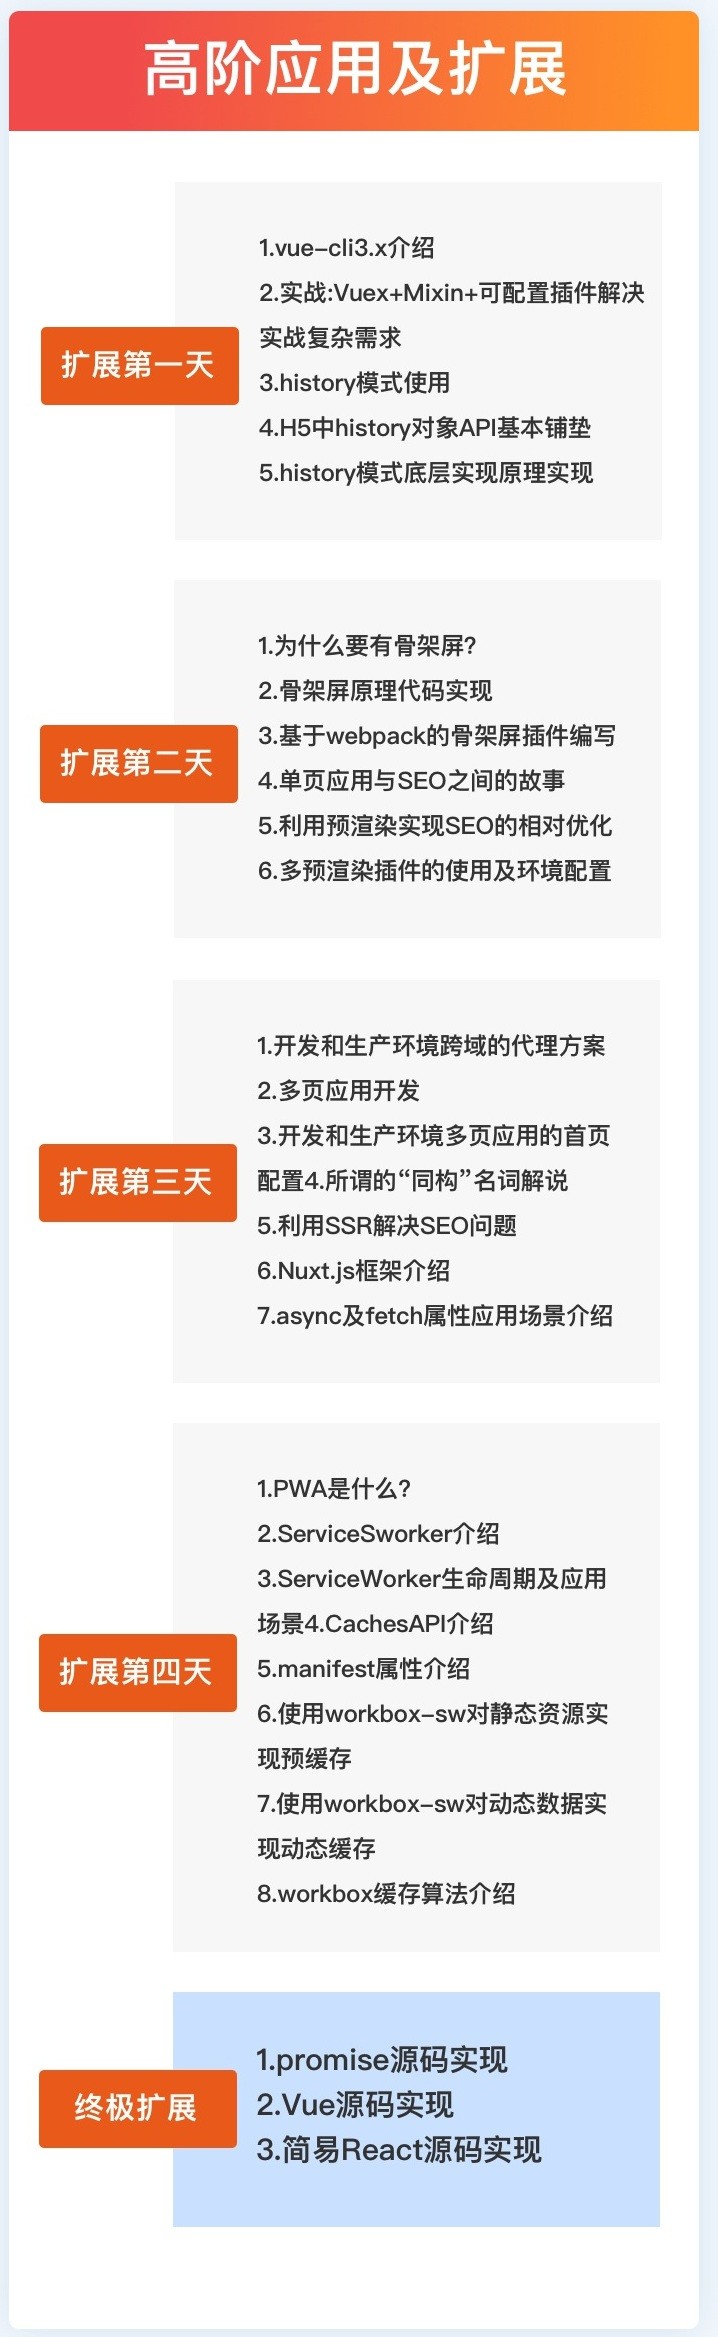 高阶应用及扩展
扩展第一天
1.vue-cli3.x介绍
2.实战:Vuex+Mixin+可配置插件解决
实战复杂需求
3.history模式使用
4.H5中history对象API基本铺垫
5.history模式底层实现原理实现
扩展第二天
1.为什么要有骨架屏?
2.骨架屏原理代码实现
3.基于webpack的骨架屏插件编写
4.单页应用与SEO之间的故事
5.利用预渲染实现SEO的相对优化
6.多预渲染插件的使用及环境配置
扩展第三天
1.开发和生产环境跨域的代理方案
2.多页应用开发
3.开发和生产环境多页应用的首页
配置4.所谓的“同构”名词解说
5.利用SSR解决SEO问题
6.Nuxt.js框架介绍
7.async及fetch属性应用场景介绍
扩展第四天
1.PWA是什么?
2.ServiceSworker介绍
3.ServiceWorker生命周期及应用
场景4.CachesAPI介绍
5.manifest属性介绍
6.使用workbox-sw对静态资源实
现预缓存
7.使用workbox-sw对动态数据实
现动态缓存
8.workbox缓存算法介绍
终极扩展
1.promise源码实现
2.Vue源码实现
3.简易React源码实现